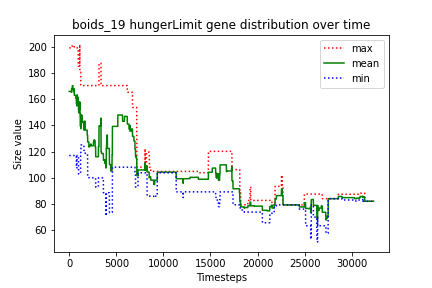 boids_19 hungerLimit gene distribution over time
max
mean
min
Size value
200
180
160
140
120
100
80
60
0
5000
10000
15000
20000
25000
30000
Timesteps